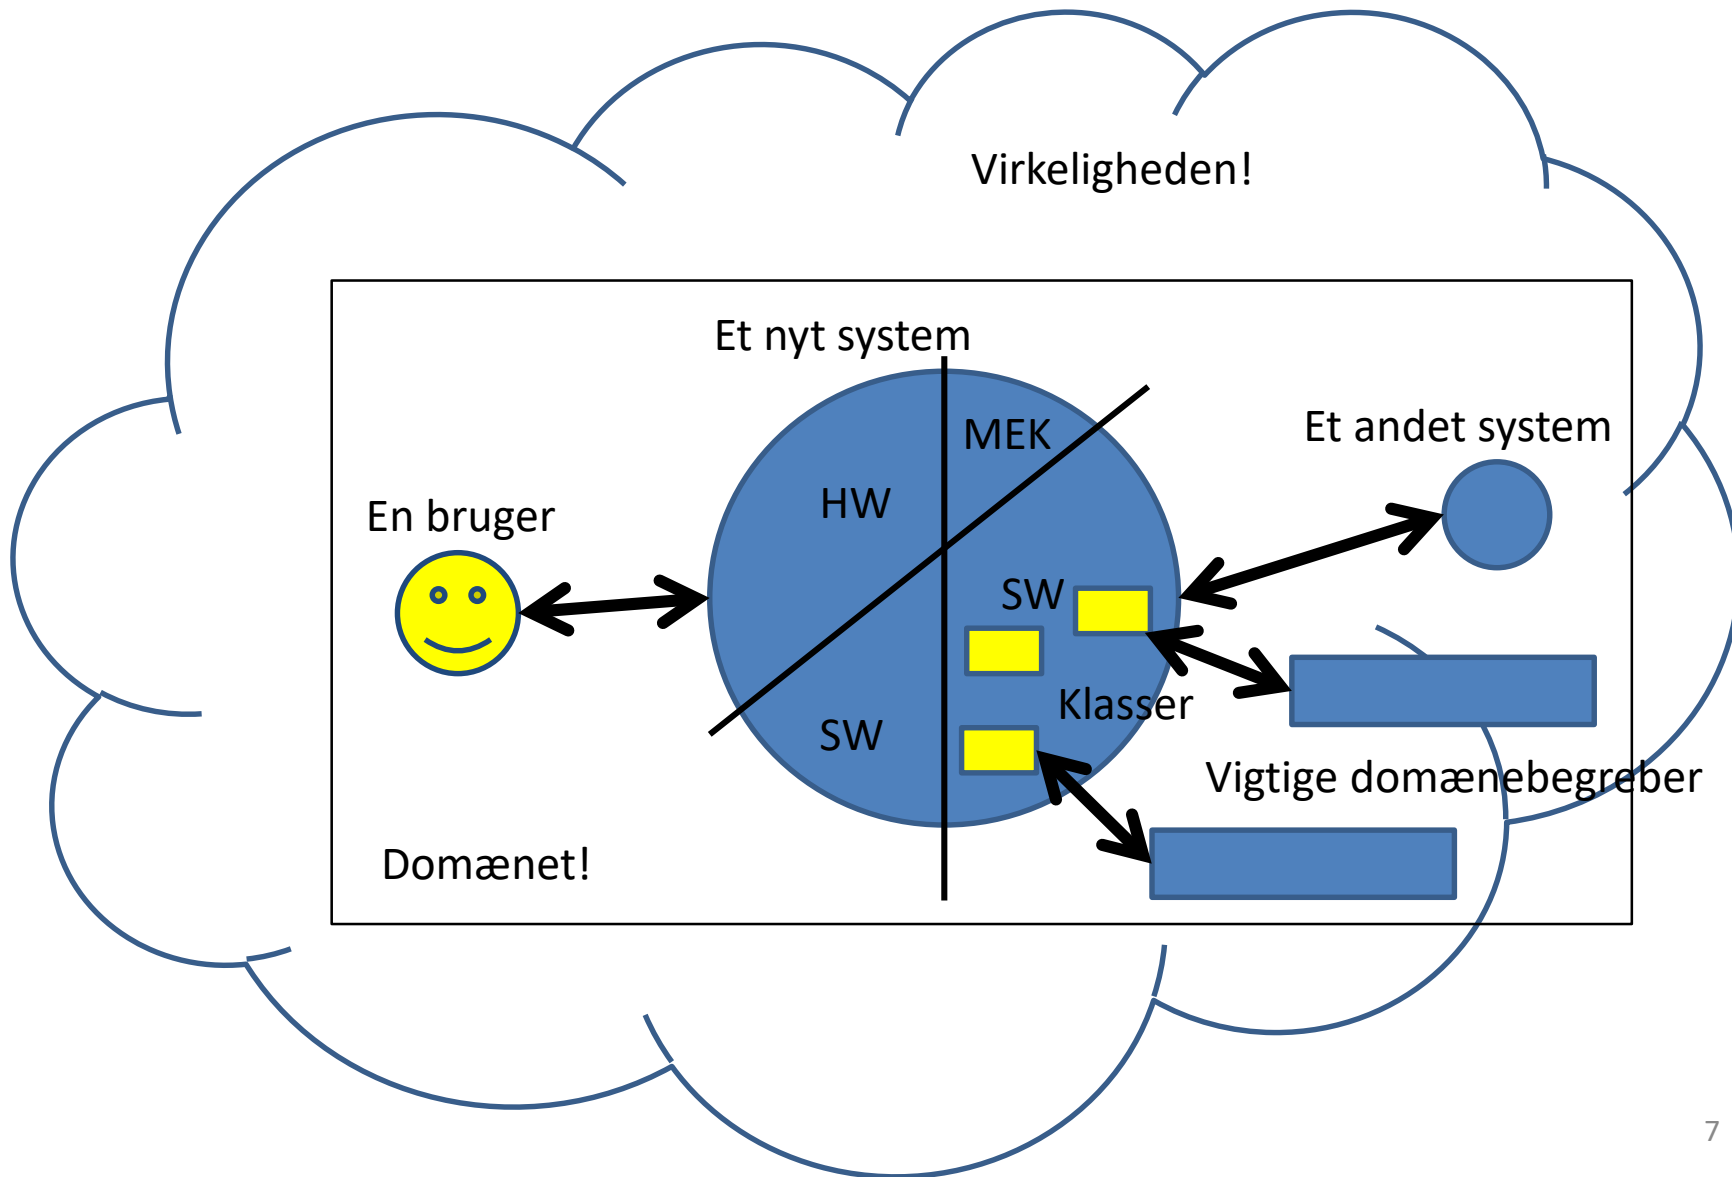 Virkeligheden!
Et nyt system
MEK
Et andet system
HW
En bruger
SW
Klasser
SW
Vigtige domænebegreber
Domænet!
7